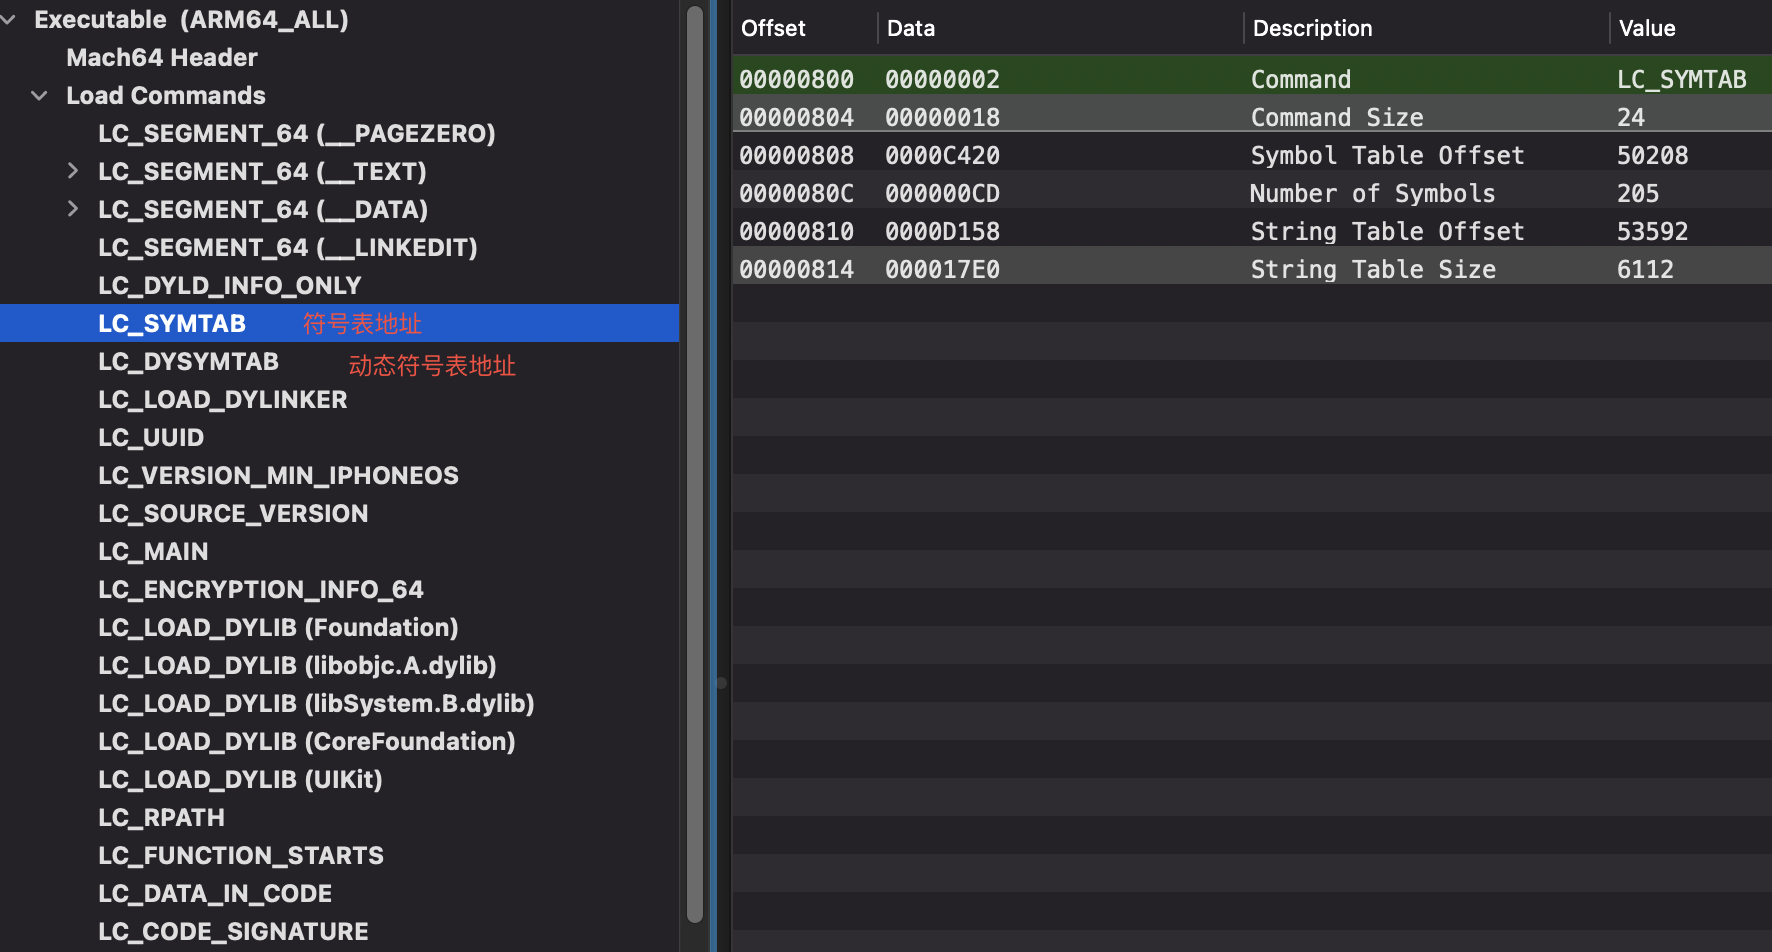 Executable (ARM64_ALL)
Mach64 Header
Load Commands
LC_SEGMENT_64 (__PAGEZERO)
LC_SEGMENT_64 (__TEXT)
LC_SEGMENT_64 (__DATA)
LC_SEGMENT_64 (__LINKEDIT)
LC_DYLD_INFO_ONLY
LC_SYMTAB 符号表地址
LC_DYSYMTAB 动态符号表地址
LC_LOAD_DYLINKER
LC_UUID
LC_VERSION_MIN_IPHONEOS
LC_SOURCE_VERSION
LC_MAIN
LC_ENCRYPTION_INFO_64
LC_LOAD_DYLIB (Foundation)
LC_LOAD_DYLIB (libobjc.A.dylib)
LC_LOAD_DYLIB (libSystem.B.dylib)
LC_LOAD_DYLIB (CoreFoundation)
LC_LOAD_DYLIB (UIKit)
LC_RPATH
LC_FUNCTION_STARTS
LC_DATA_IN_CODE
LC_CODE_SIGNATURE
Offset Data Description Value
00000800 00000002 Command LC_SYMTAB
00000804 00000018 Command Size 24
00000808 0000C420 Symbol Table Offset 50208
0000080C 000000CD Number of Symbols 205
00000810 0000D158 String Table Offset 53592
00000814 000017E0 String Table Size 6112